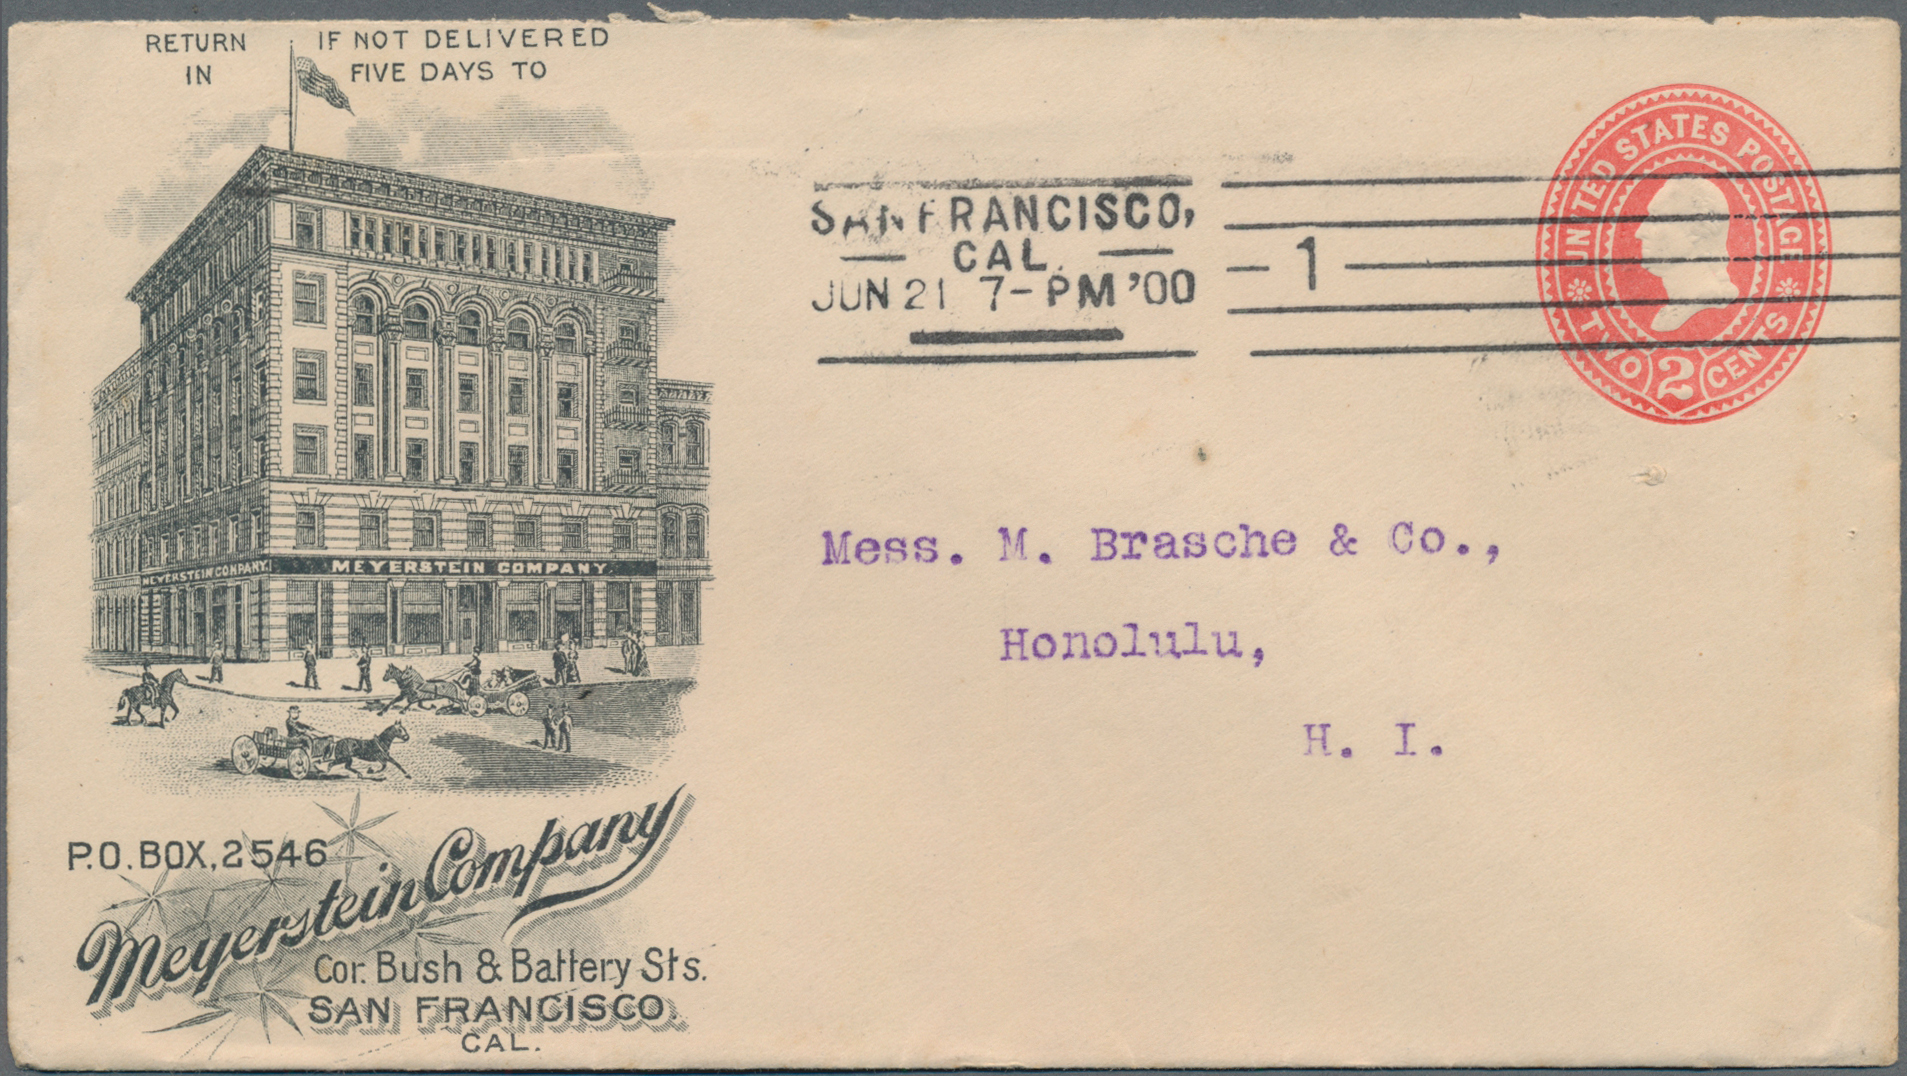 RETURN IF NOT DELIVERED
IN FIVE DAYS TO
MEYERSTEIN COMPANY.
MEYERSTEIN COMPANY.
P.O. BOX, 2546
Meyerstein Company
Cor. Bush & Battery Sts.
SAN FRANCISCO.
CAL.
SAN FRANCISCO,
CAL.
JUN 21 7-PM '00
1
UNITED STATES POSTAGE
TWO 2 CENTS
Mess. M. Brasche & Co.,
Honolulu,
H. I.